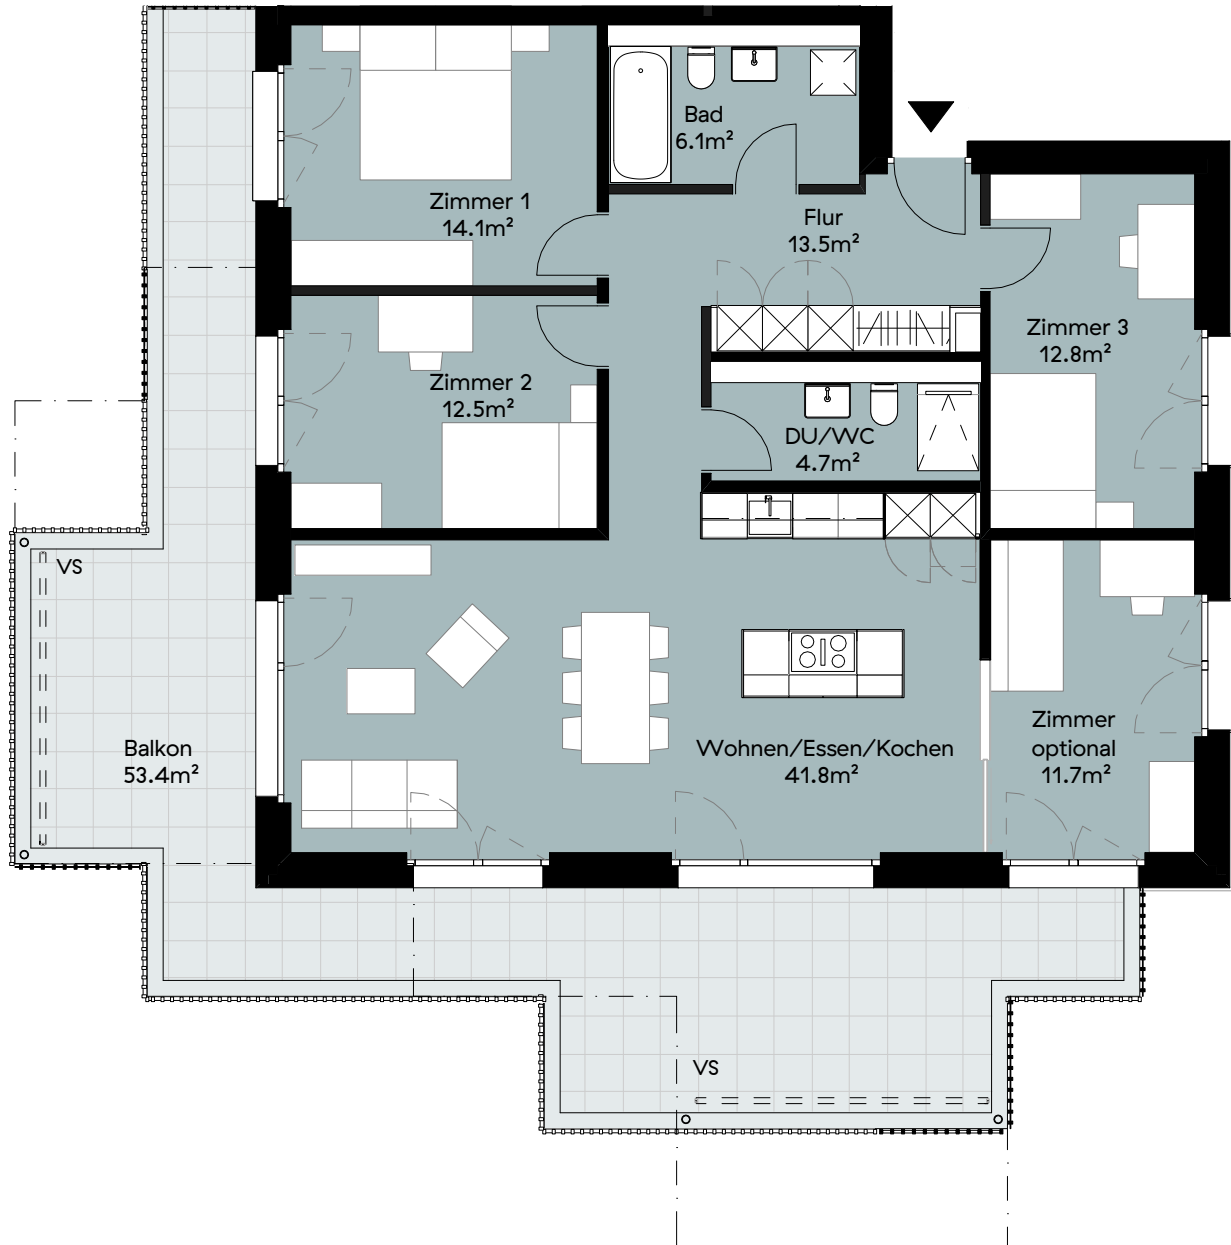 Bad
6.1m²
Zimmer 1
14.1m²
Flur
13.5m²
Zimmer 3
12.8m²
Zimmer 2
12.5m²
DU/WC
4.7m²
VS
Balkon
53.4m²
Wohnen/Essen/Kochen
41.8m²
Zimmer
optional
11.7m²
VS